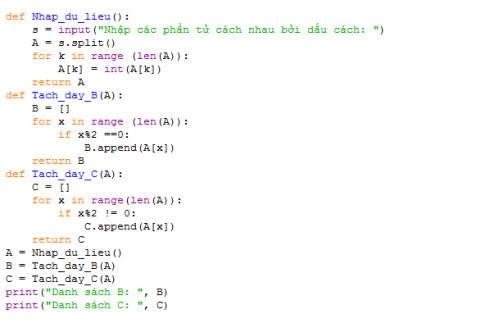 def Nhap_du_lieu():
    s = input("Nhập các phần tử cách nhau bởi dấu cách: ")
    A = s.split()
    for k in range (len(A)):
        A[k] = int(A[k])
    return A
def Tach_day_B(A):
    B = []
    for x in range (len(A)):
        if x%2 ==0:
            B.append(A[x])
    return B
def Tach_day_C(A):
    C = []
    for x in range(len(A)):
        if x%2 != 0:
            C.append(A[x])
    return C
A = Nhap_du_lieu()
B = Tach_day_B(A)
C = Tach_day_C(A)
print("Danh sách B: ", B)
print("Danh sách C: ", C)